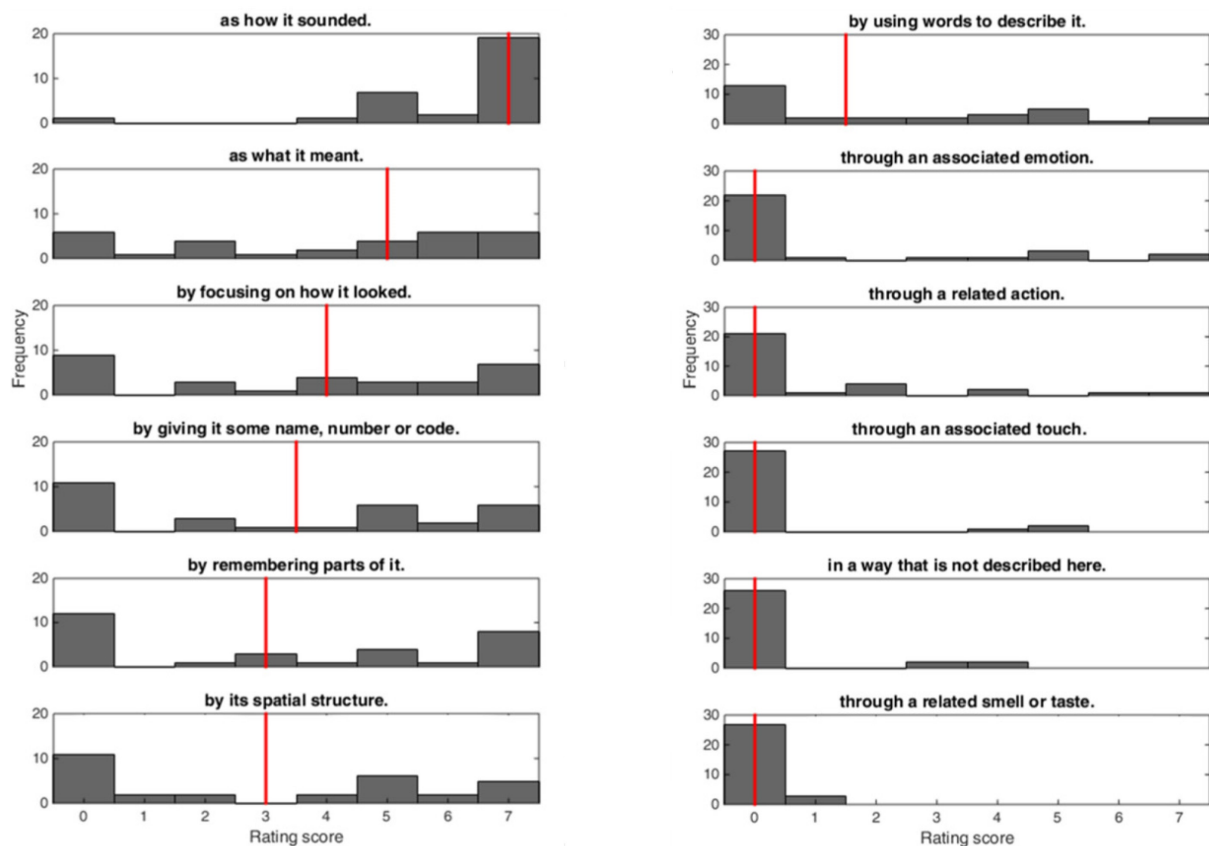 as how it sounded.
20
10
0
as what it meant.
20
10
0
by focusing on how it looked.
20
10
0
Frequency
by giving it some name, number or code.
20
10
0
by remembering parts of it.
20
10
0
by its spatial structure.
20
10
0
0 1 2 3 4 5 6 7
Rating score
by using words to describe it.
30
20
10
0
through an associated emotion.
30
20
10
0
through a related action.
30
20
10
0
Frequency
through an associated touch.
30
20
10
0
in a way that is not described here.
30
20
10
0
through a related smell or taste.
30
20
10
0
0 1 2 3 4 5 6 7
Rating score